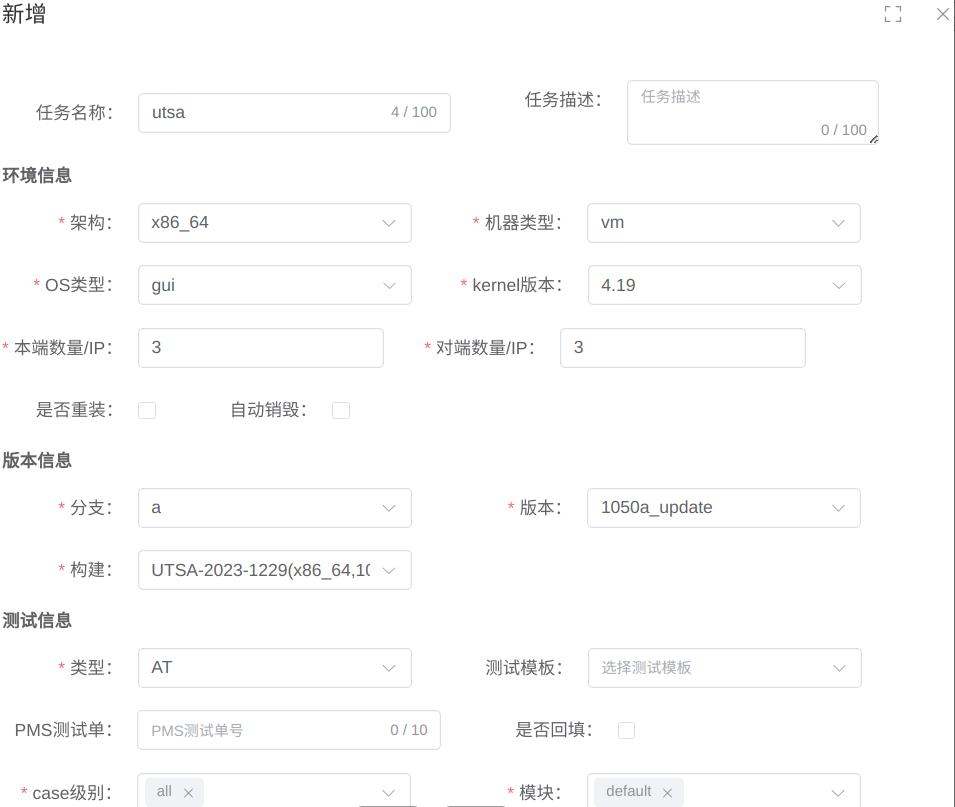 新增
任务名称： utsa 4 / 100 任务描述： 任务描述
0 / 100
环境信息
* 架构： x86_64 * 机器类型： vm
* OS类型： gui * kernel版本： 4.19
* 本端数量/IP： 3 * 对端数量/IP： 3
是否重装： 自动销毁：
版本信息
* 分支： a * 版本： 1050a_update
* 构建： UTSA-2023-1229(x86_64,10
测试信息
* 类型： AT 测试模板： 选择测试模板
PMS测试单： PMS测试单号 0 / 10 是否回填：
* case级别： all * 模块： default